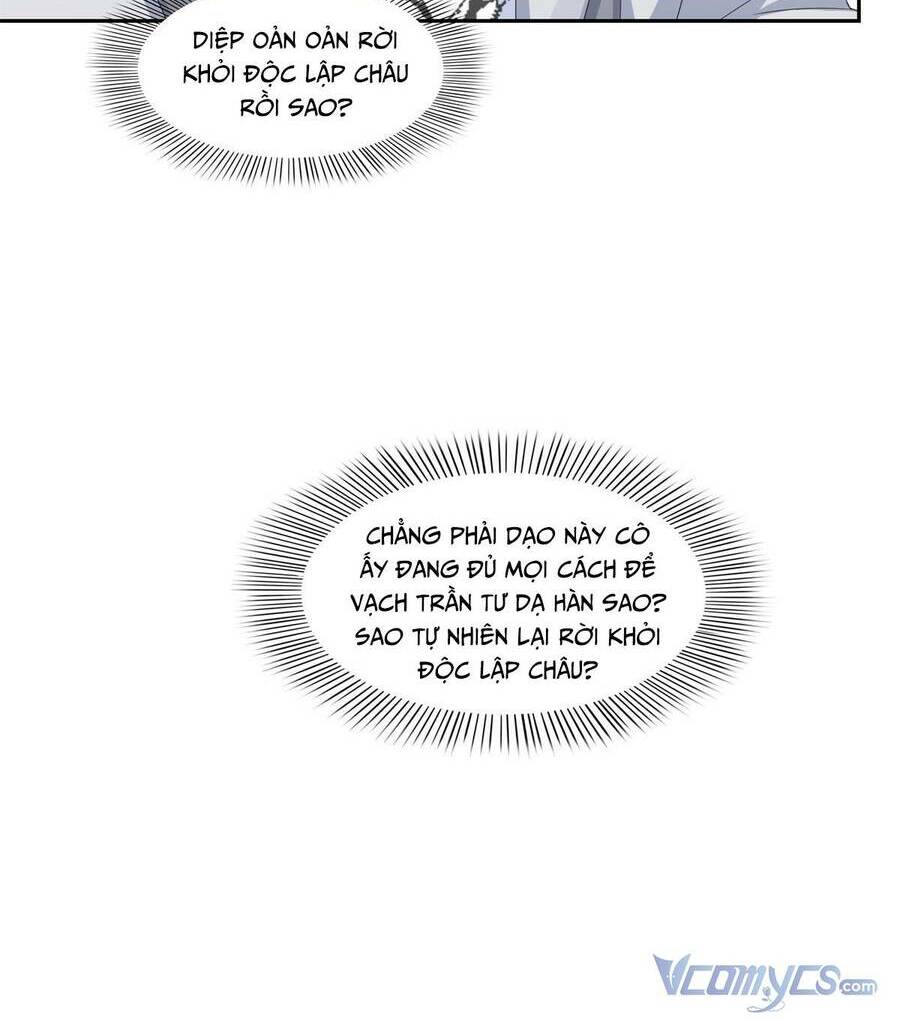 DIỆP OẢN OẢN RỜI
KHỎI ĐỘC LẬP CHÂU
RỒI SAO?
CHẲNG PHẢI DẠO NÀY CÔ
ẤY ĐANG ĐỦ MỌI CÁCH ĐỂ
VẠCH TRẦN TƯ DẠ HÀN SAO?
SAO TỰ NHIÊN LẠI RỜI KHỎI
ĐỘC LẬP CHÂU?
VCOMYCS.com